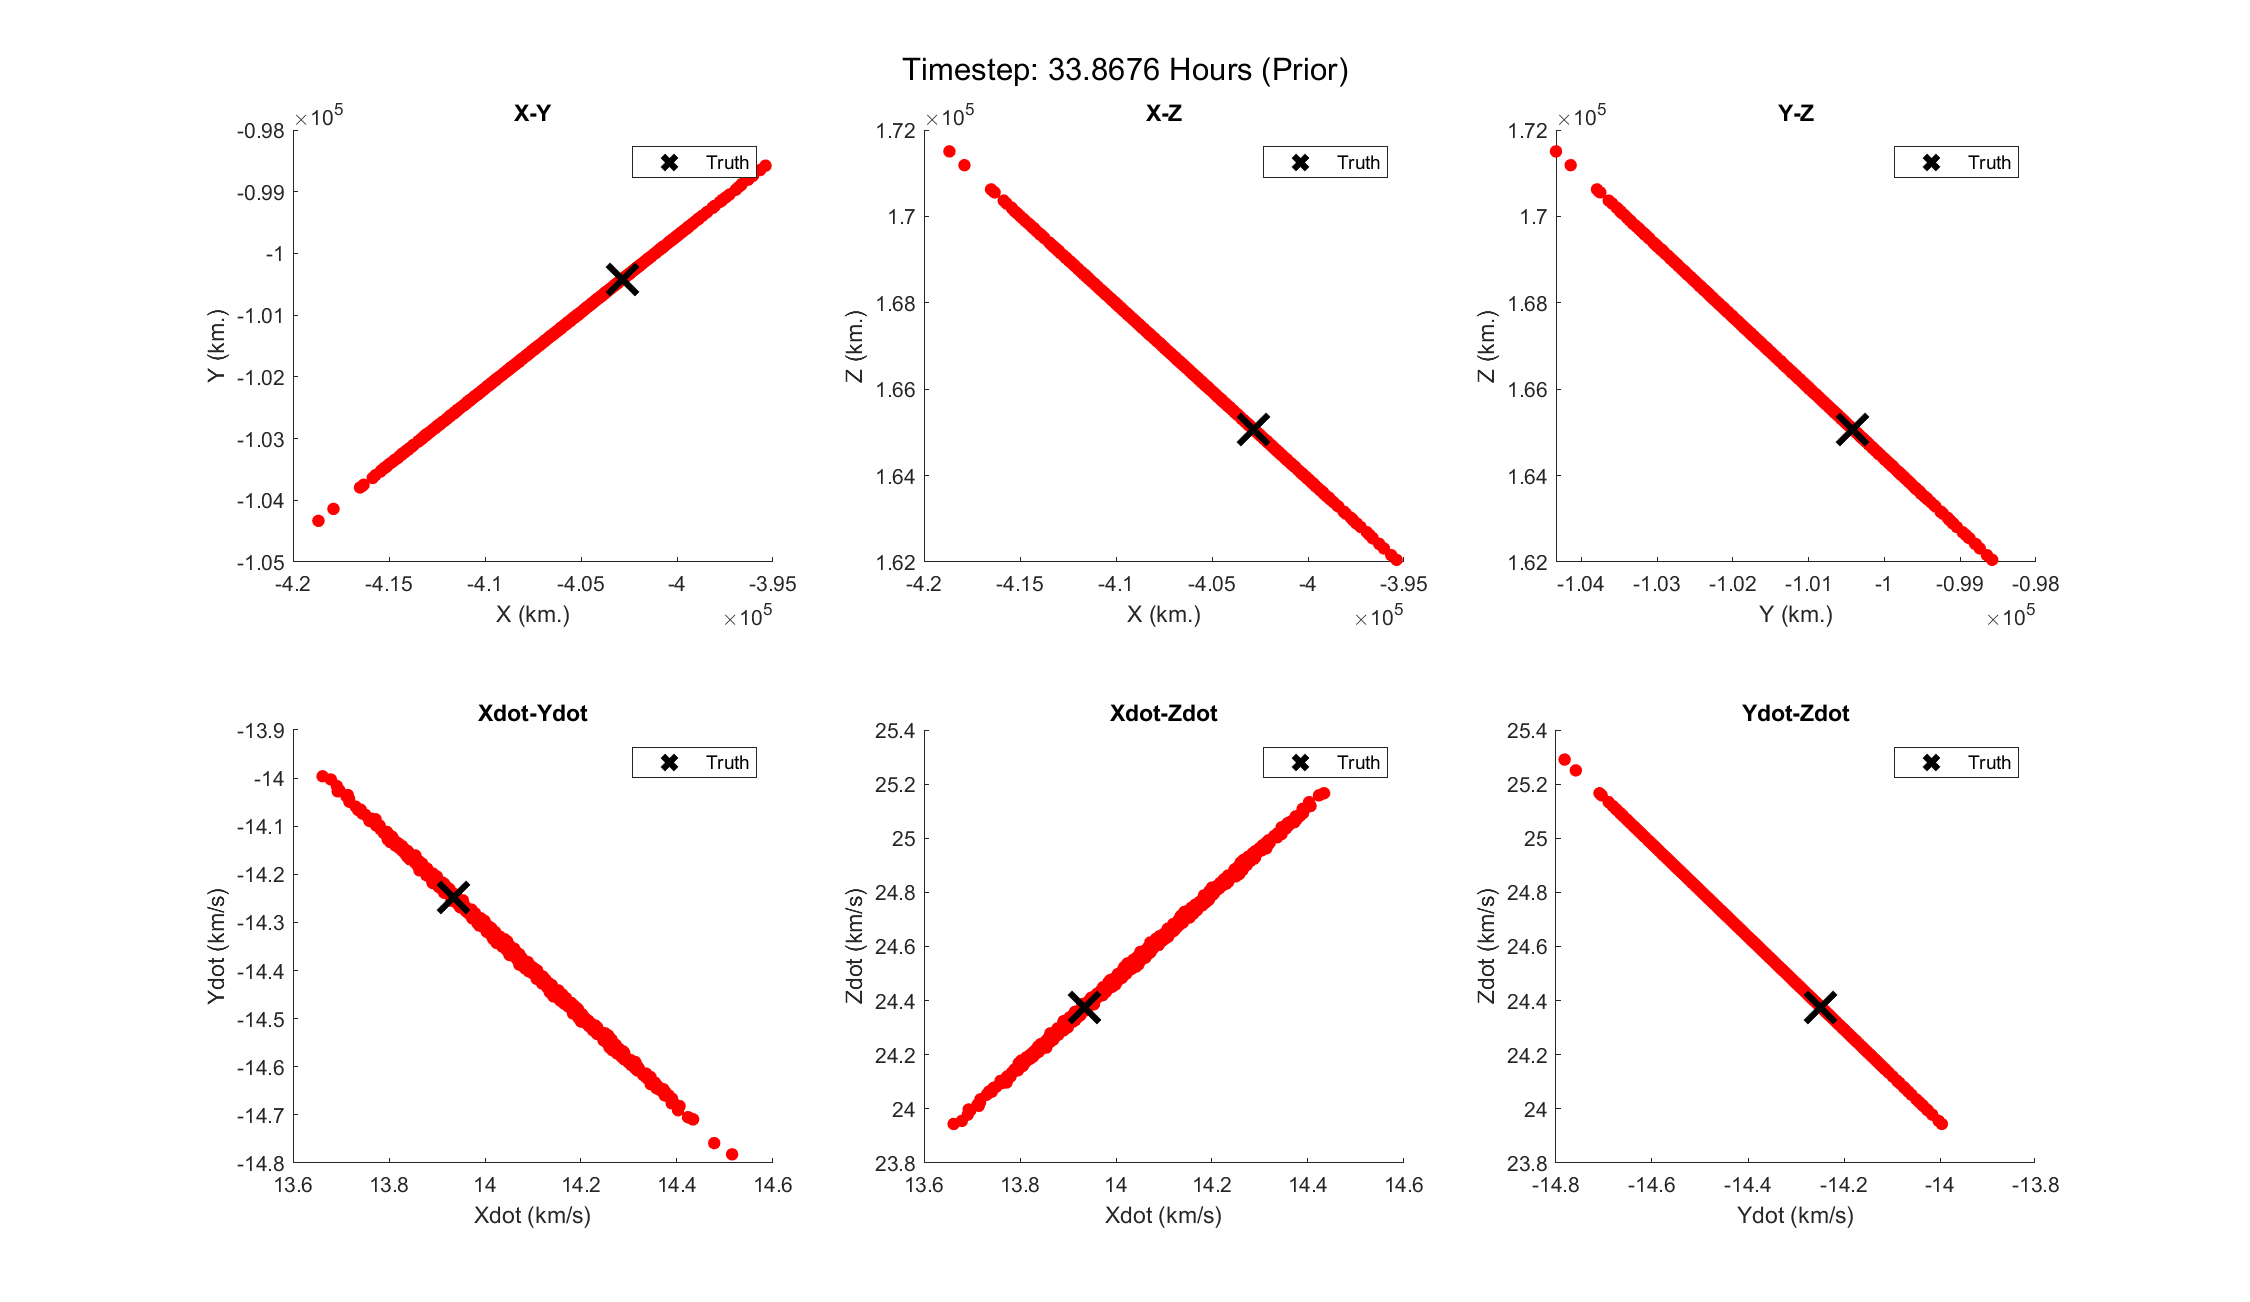 Timestep: 33.8676 Hours (Prior)
X-Y
×10^5
-0.98
-0.99
-1
-1.01
-1.02
-1.03
-1.04
-1.05
Y (km.)
Truth
-4.2 -4.15 -4.1 -4.05 -4 -3.95
X (km.)
×10^5
X-Z
1.72
1.7
1.68
1.66
1.64
1.62
×10^5
Z (km.)
Truth
-4.2 -4.15 -4.1 -4.05 -4 -3.95
X (km.)
×10^5
Y-Z
1.72
1.7
1.68
1.66
1.64
1.62
×10^5
Z (km.)
Truth
-1.04 -1.03 -1.02 -1.01 -1 -0.99 -0.98
Y (km.)
×10^5
Xdot-Ydot
-13.9
-14
-14.1
-14.2
-14.3
-14.4
-14.5
-14.6
-14.7
-14.8
Ydot (km/s)
Truth
13.6 13.8 14 14.2 14.4 14.6
Xdot (km/s)
Xdot-Zdot
25.4
25.2
25
24.8
24.6
24.4
24.2
24
23.8
Zdot (km/s)
Truth
13.6 13.8 14 14.2 14.4 14.6
Xdot (km/s)
Ydot-Zdot
25.4
25.2
25
24.8
24.6
24.4
24.2
24
23.8
Zdot (km/s)
Truth
-14.8 -14.6 -14.4 -14.2 -14 -13.8
Ydot (km/s)